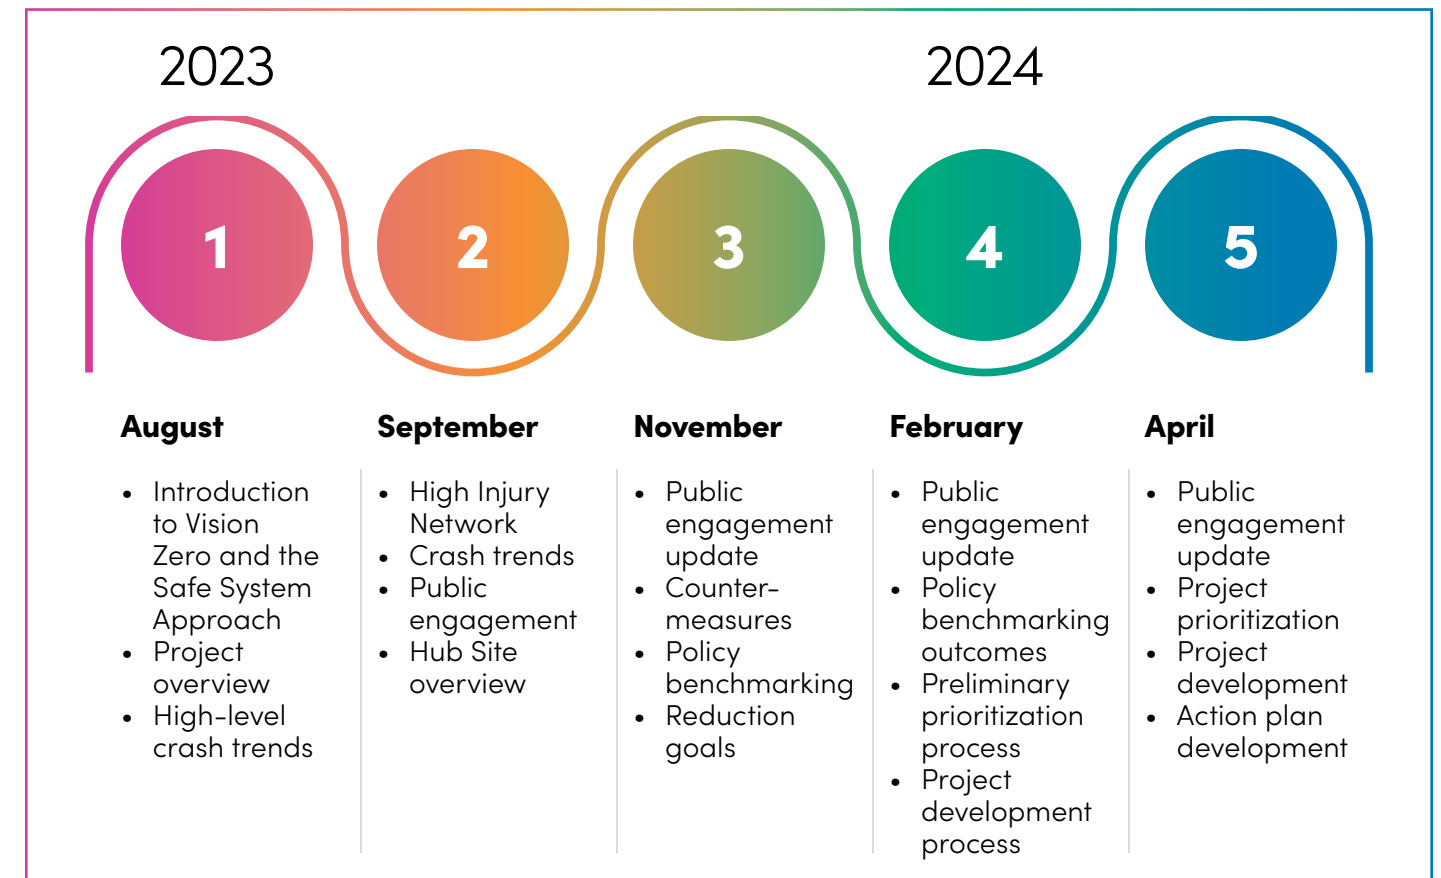 2023
2024
1
2
3
4
5
August
• Introduction
to Vision
Zero and the
Safe System
Approach
• Project
overview
• High-level
crash trends
September
• High Injury
Network
• Crash trends
• Public
engagement
• Hub Site
overview
November
• Public
engagement
update
• Counter-
measures
• Policy
benchmarking
• Reduction
goals
February
• Public
engagement
update
• Policy
benchmarking
outcomes
• Preliminary
prioritization
process
• Project
development
process
April
• Public
engagement
update
• Project
prioritization
• Project
development
• Action plan
development